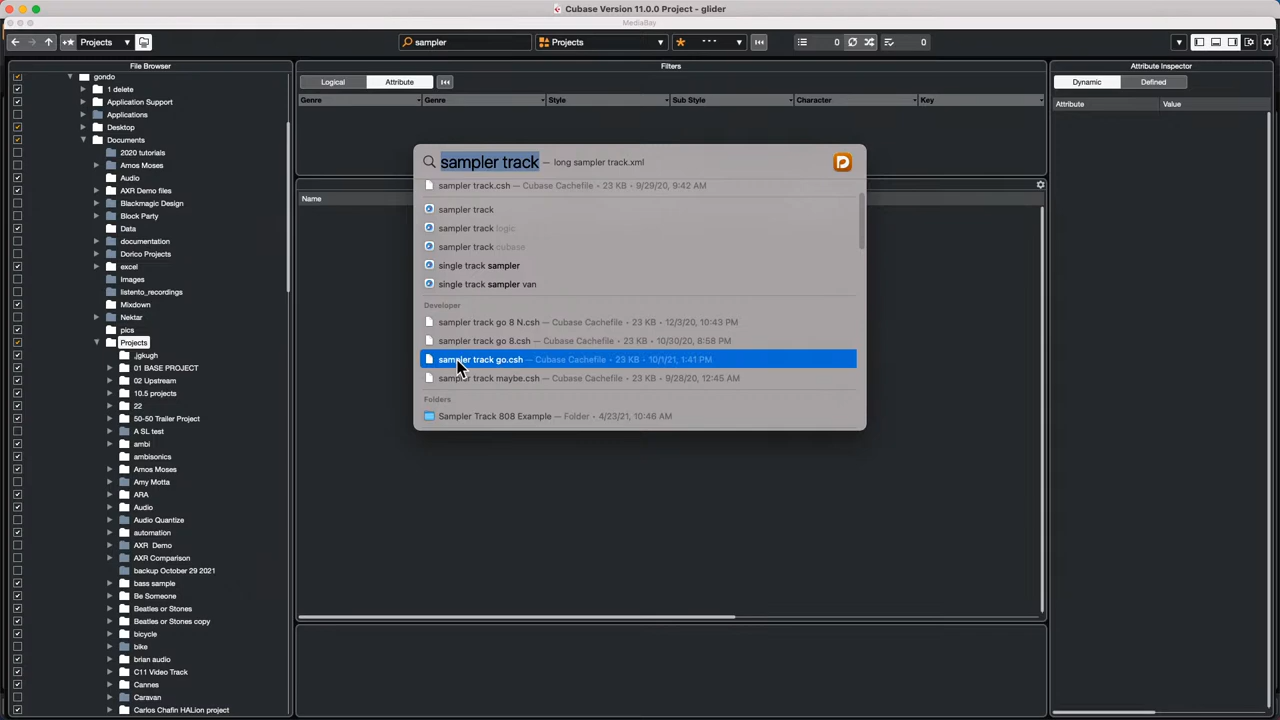 Cubase Version 11.0.0 Project - glider
MediaBay
Projects
sampler
Projects
* * *
0
0
File Browser
Filters
Attribute Inspector
gondo
1 delete
Application Support
Applications
Desktop
Documents
2020 tutorials
Amos Moses
Audio
AXR Demo files
Blackmagic Design
Block Party
Data
documentation
Dorico Projects
excel
Images
listento_recordings
Mixdown
Nektar
pics
Projects
.jgkugh
01 BASE PROJECT
02 Upstream
10.5 projects
22
50-50 Trailer Project
A SL test
ambi
ambisonics
Amos Moses
Amy Motta
ARA
Audio
Audio Quantize
automation
AXR Demo
AXR Comparison
backup October 29 2021
bass sample
Be Someone
Beatles or Stones
Beatles or Stones copy
bicycle
bike
brian audio
C11 Video Track
Cannes
Caravan
Carlos Chafin HALion project
Logical
Attribute
Genre
Genre
Style
Sub Style
Character
Key
Name
Dynamic
Defined
Attribute
Value
sampler track — long sampler track.xml
sampler track.csh — Cubase Cachefile • 23 KB • 9/29/20, 9:42 AM
sampler track
sampler track logic
sampler track cubase
single track sampler
single track sampler van
Developer
sampler track go 8 N.csh — Cubase Cachefile • 23 KB • 12/3/20, 10:43 PM
sampler track go 8.csh — Cubase Cachefile • 23 KB • 10/30/20, 8:58 PM
sampler track go.csh — Cubase Cachefile • 23 KB • 10/1/21, 1:41 PM
sampler track maybe.csh — Cubase Cachefile • 23 KB • 9/28/20, 12:45 AM
Folders
Sampler Track 808 Example — Folder • 4/23/21, 10:46 AM